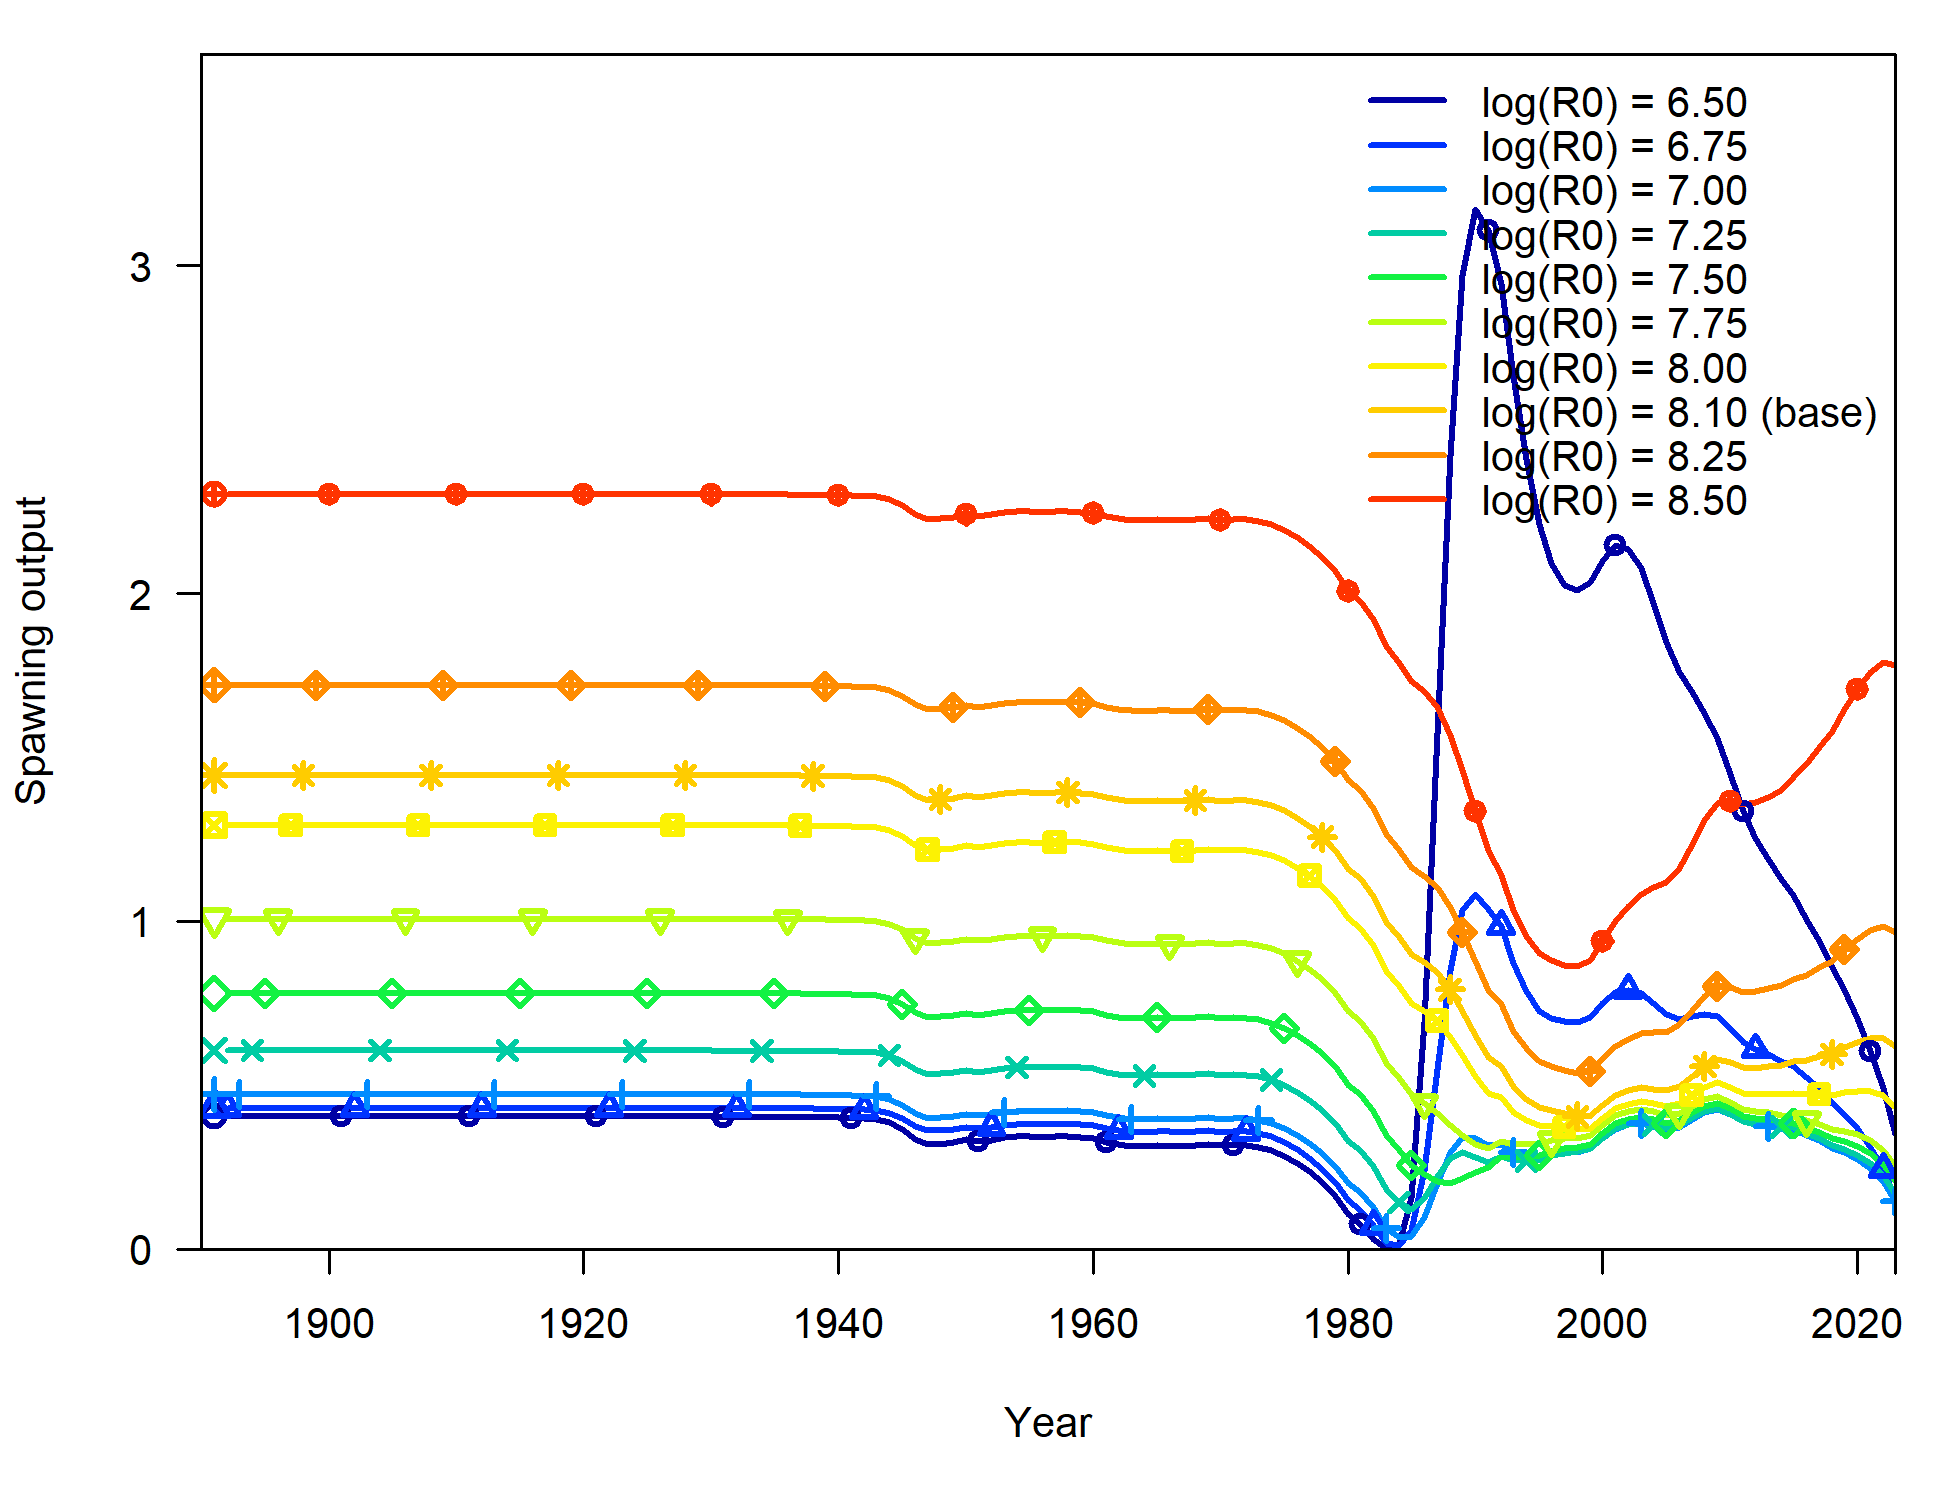 log(R0) = 6.50
log(R0) = 6.75
log(R0) = 7.00
log(R0) = 7.25
log(R0) = 7.50
log(R0) = 7.75
log(R0) = 8.00
log(R0) = 8.10 (base)
log(R0) = 8.25
log(R0) = 8.50
Spawning output
3
2
1
0
1900 1920 1940 1960 1980 2000 2020
Year